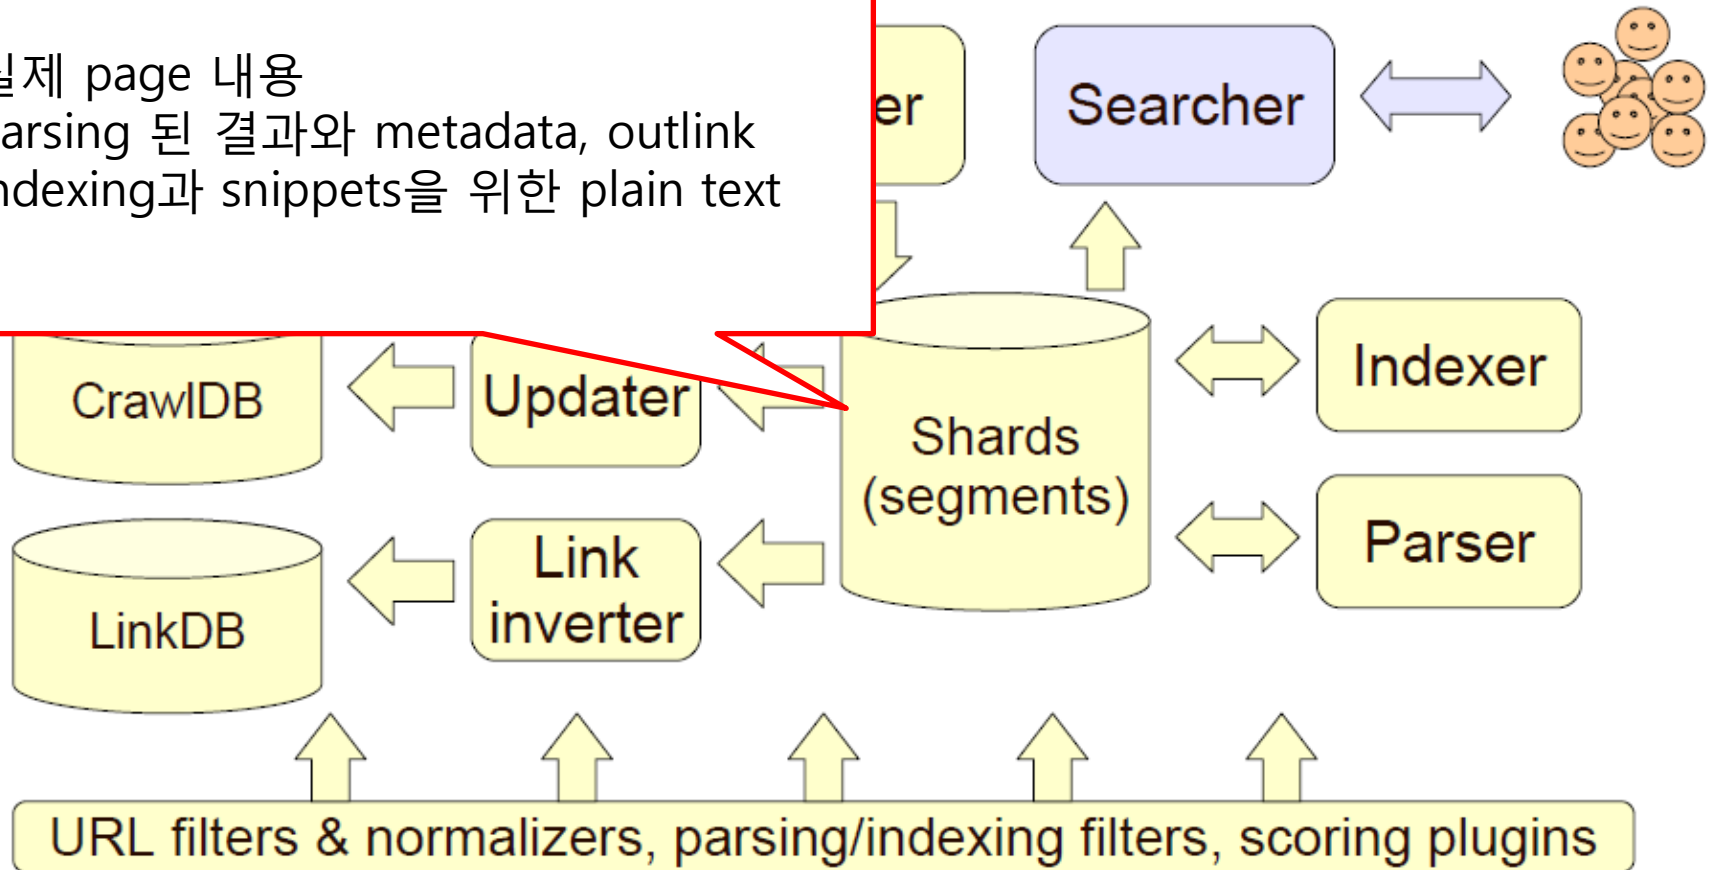 실제 page 내용
arsing 된 결과와 metadata, outlink
ndexing과 snippets을 위한 plain text
er
Searcher
CrawlDB
Updater
Shards
(segments)
Indexer
Parser
LinkDB
Link
inverter
URL filters & normalizers, parsing/indexing filters, scoring plugins